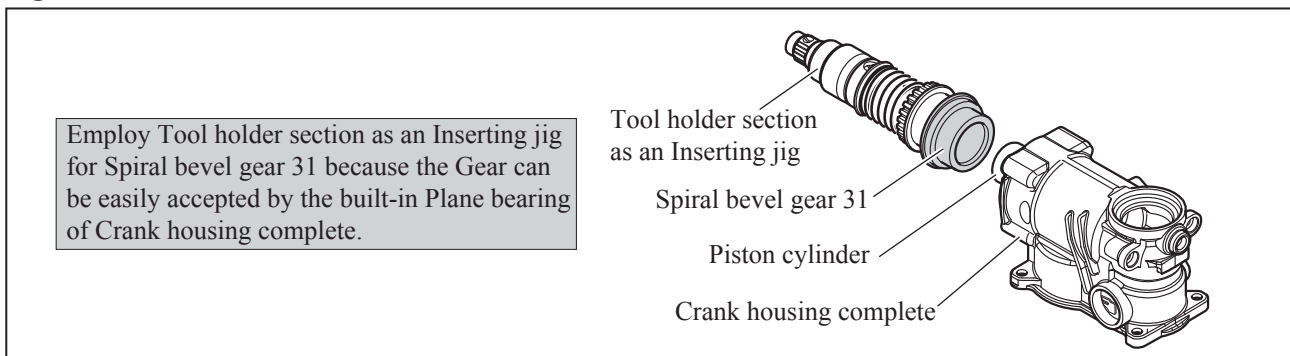 Employ Tool holder section as an Inserting jig
for Spiral bevel gear 31 because the Gear can
be easily accepted by the built-in Plane bearing
of Crank housing complete.
Tool holder section
as an Inserting jig
Spiral bevel gear 31
Piston cylinder
Crank housing complete